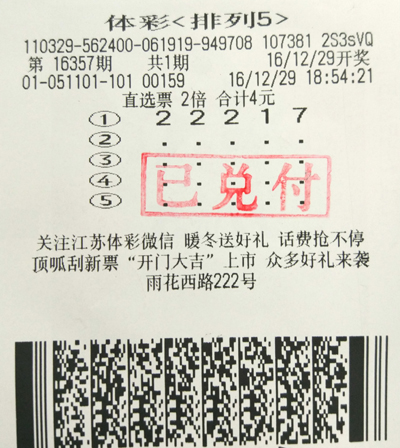 体彩<排列5>
110329-562400-061919-949708 107381 2S3sVQ
第 16357期 共1期 16/12/29开奖
01-051101-101 00159 16/12/29 18:54:21
直选票 2倍 合计4元
① 2 2 2 1 7
② . . . . .
③ . . . . .
④ . . . . .
⑤ . . . . .
已兑付
关注江苏体彩微信 暖冬送好礼 话费抢不停
顶呱刮新票“开门大吉”上市 众多好礼来袭
雨花西路222号